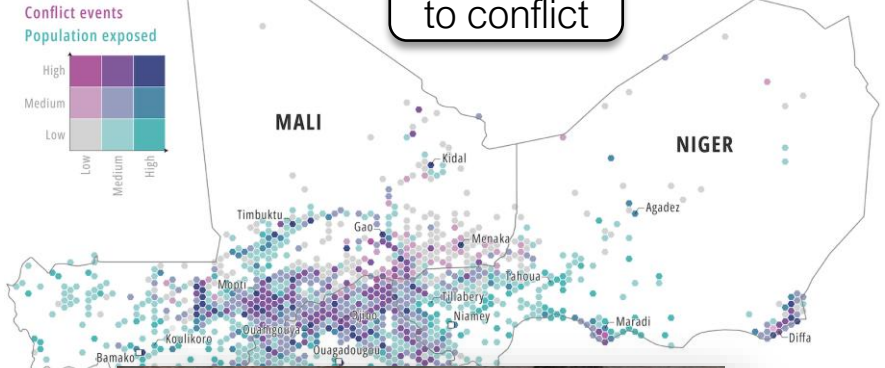 Conflict events
Population exposed
High
Medium
Low
Low
Medium
High
to conflict
MALI
NIGER
Kidal
Timbuktu
Gao
Agadez
Menaka
Mopti
Tahoua
Tillabery
Djibo
Niamey
Ouahigouya
Maradi
Koulikoro
Diffa
Bamako
Ouagadougou